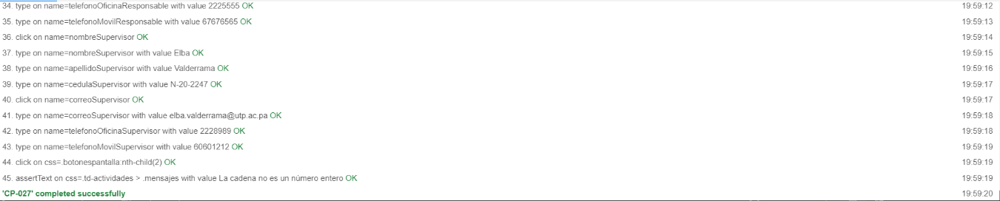 34. type on name=telefonoOficinaResponsable with value 2225555 OK 19:59:12
35. type on name=telefonoMovilResponsable with value 67676565 OK 19:59:13
36. click on name=nombreSupervisor OK 19:59:14
37. type on name=nombreSupervisor with value Elba OK 19:59:15
38. type on name=apellidoSupervisor with value Valderrama OK 19:59:16
39. type on name=cedulaSupervisor with value N-20-2247 OK 19:59:17
40. click on name=correoSupervisor OK 19:59:17
41. type on name=correoSupervisor with value elba.valderrama@utp.ac.pa OK 19:59:18
42. type on name=telefonoOficinaSupervisor with value 2228989 OK 19:59:18
43. type on name=telefonoMovilSupervisor with value 60601212 OK 19:59:19
44. click on css=.botonespantalla:nth-child(2) OK 19:59:19
45. assertText on css=.td-actividades > .mensajes with value La cadena no es un número entero OK 19:59:19
'CP-027' completed successfully 19:59:20